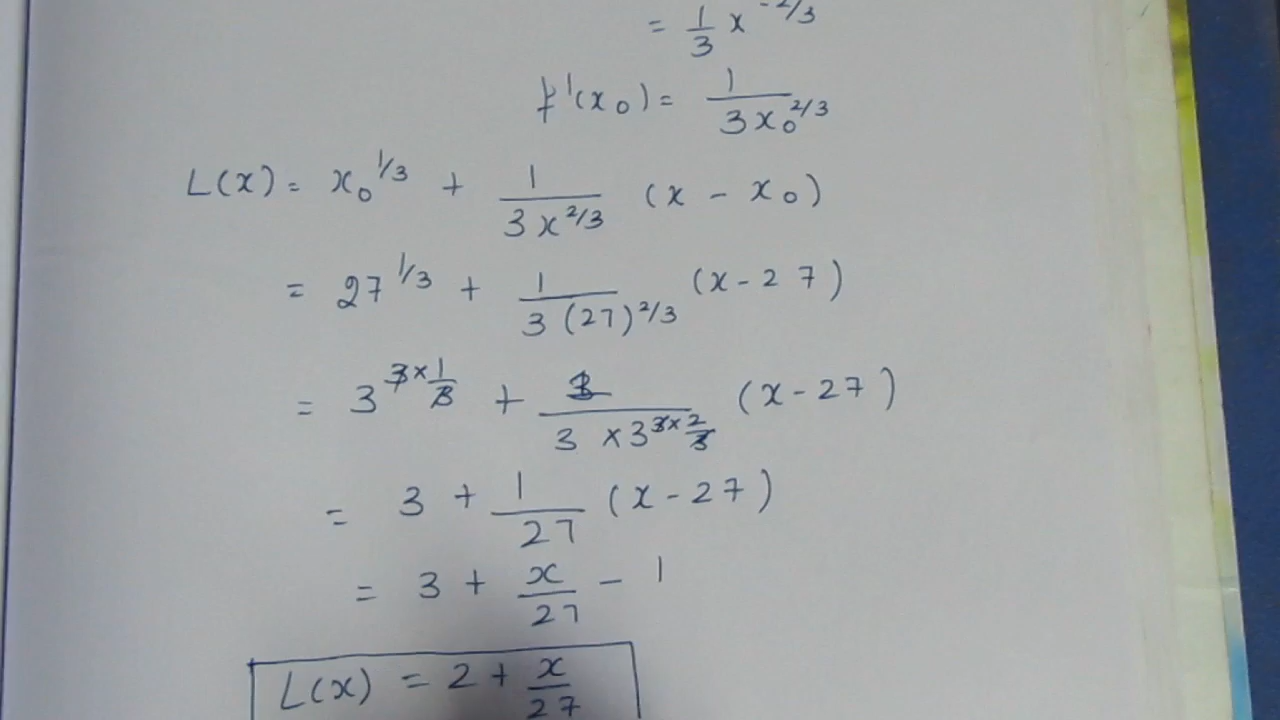 = 1/3 x^-2/3
f'(x₀) = 1/(3x₀^2/3)
L(x) = x₀^1/3 + 1/(3x^2/3) (x - x₀)
= 27^1/3 + 1/(3(27)^2/3) (x - 27)
= 3^(3×1/3) + 1/(3×3^(3×2/3)) (x - 27)
= 3 + 1/27 (x - 27)
= 3 + x/27 - 1
L(x) = 2 + x/27